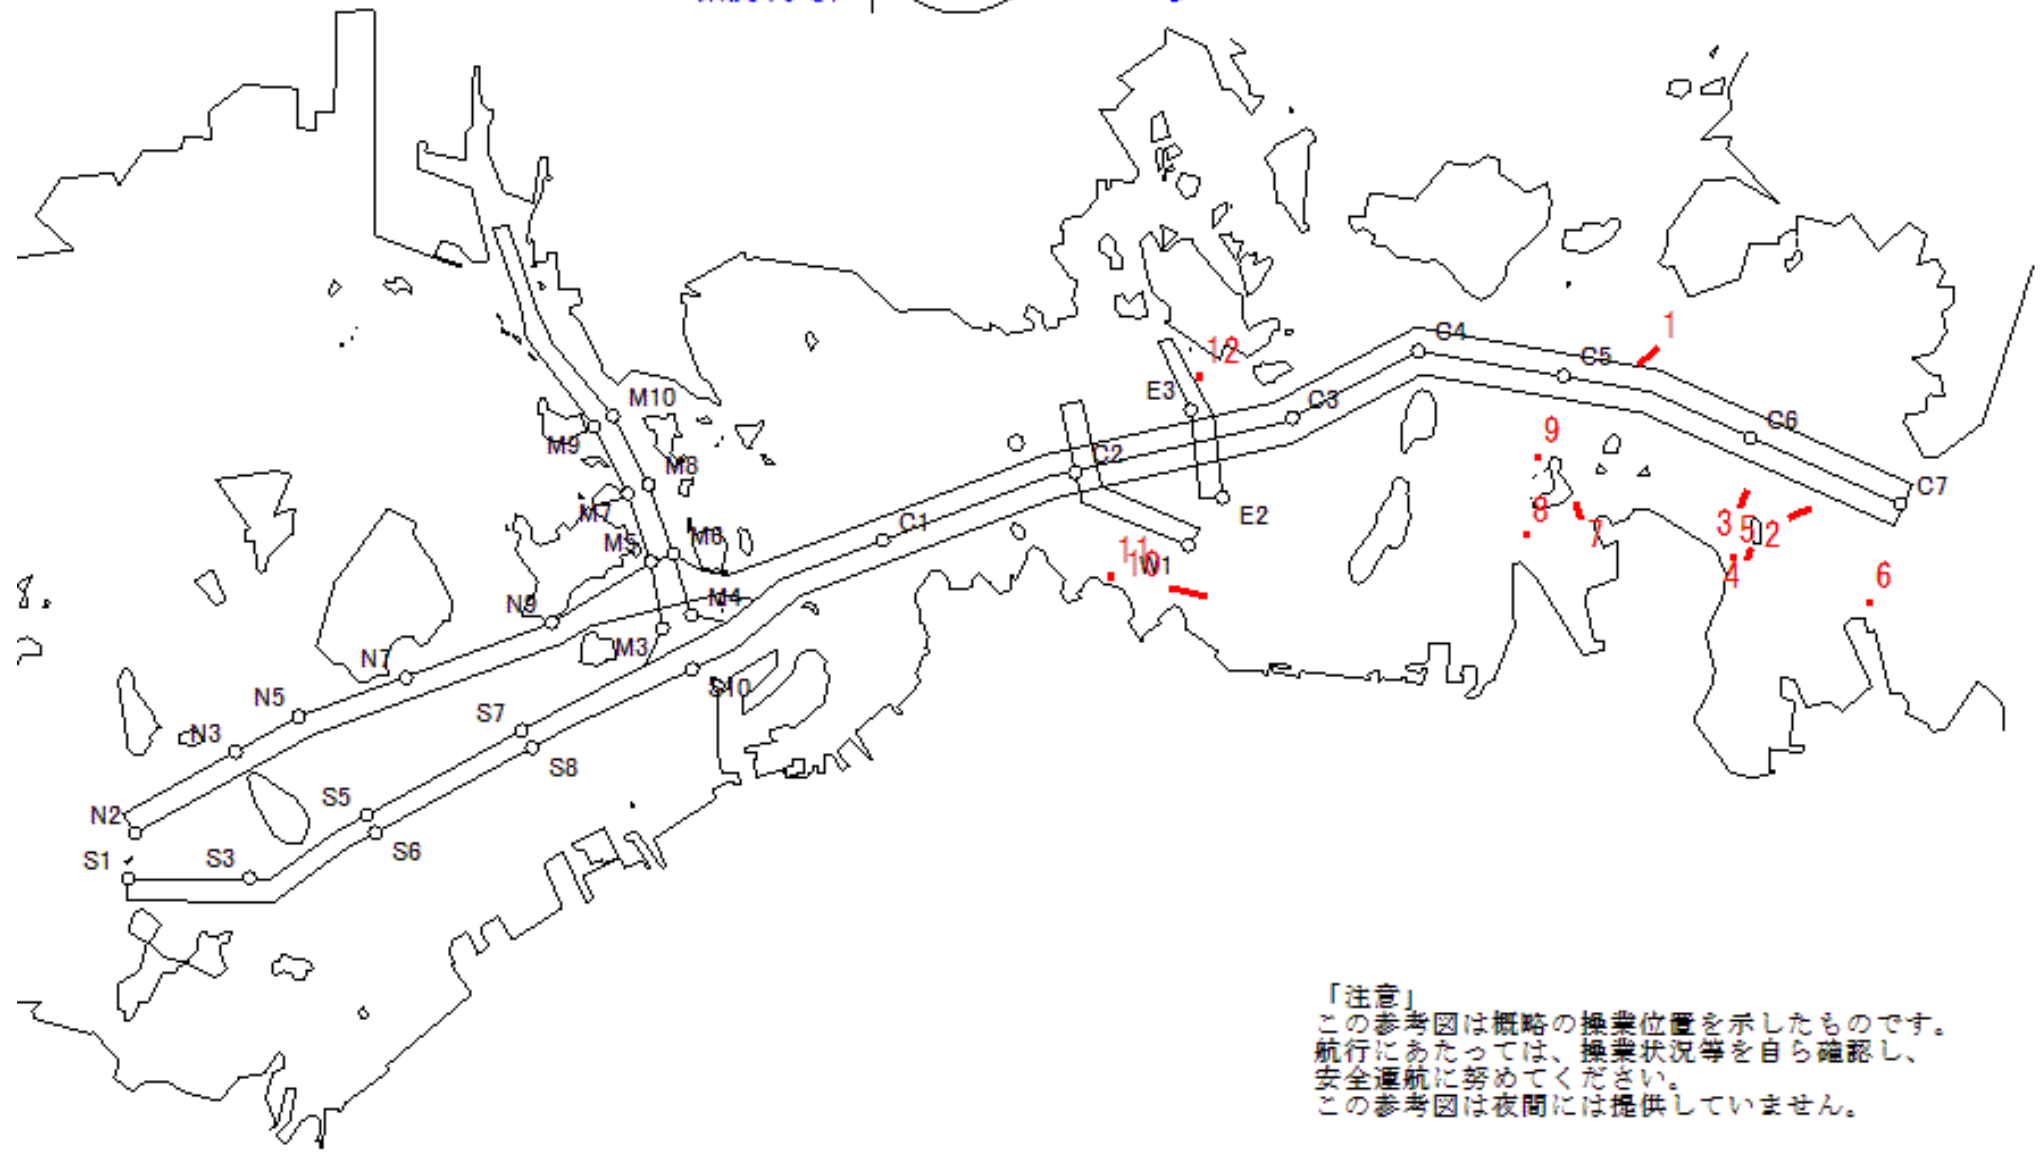 C4
1
C5
12
M10
E3
C3
C6
9
M9
C2
M8
C7
E2
M7
C1
8
7
3
5
2
M5
M6
11
10
W1
4
6
N9
M4
M3
N7
S10
N5
S7
N3
S8
S5
N2
S6
S1
S3
「注意」
この参考図は概略の操業位置を示したものです。
航行にあたっては、操業状況等を自ら確認し、
安全運航に努めてください。
この参考図は夜間には提供していません。